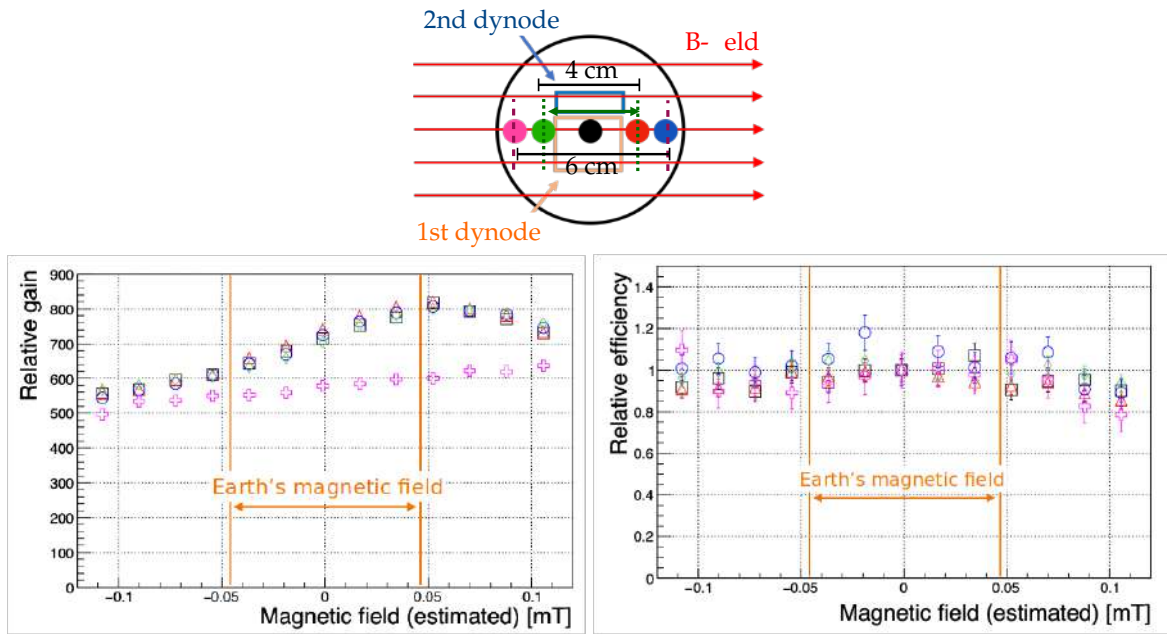 2nd dynode
B- eld
4 cm
6 cm
1st dynode
Relative gain
900
800
700
600
500
400
300
200
100
0
Earth's magnetic field
−0.1
−0.05
0
0.05
0.1
Magnetic field (estimated) [mT]
Relative efficiency
1.4
1.2
1
0.8
0.6
0.4
0.2
0
Earth's magnetic field
−0.1
−0.05
0
0.05
0.1
Magnetic field (estimated) [mT]